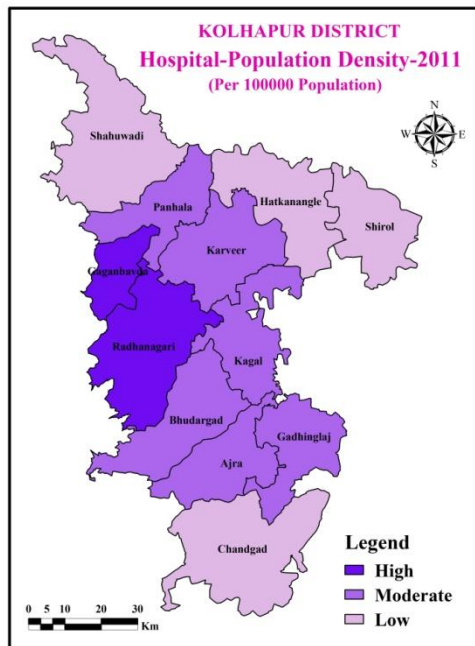 KOLHAPUR DISTRICT
Hospital-Population Density-2011
(Per 100000 Population)
N
W E
S
Shahuwadi
Panhala
Hatkanangle
Shirol
Karveer
Gaganbavda
Radhanagari
Kagal
Bhudargad
Gadhinglaj
Ajra
Chandgad
Legend
High
Moderate
Low
0 5 10 20 30
Km